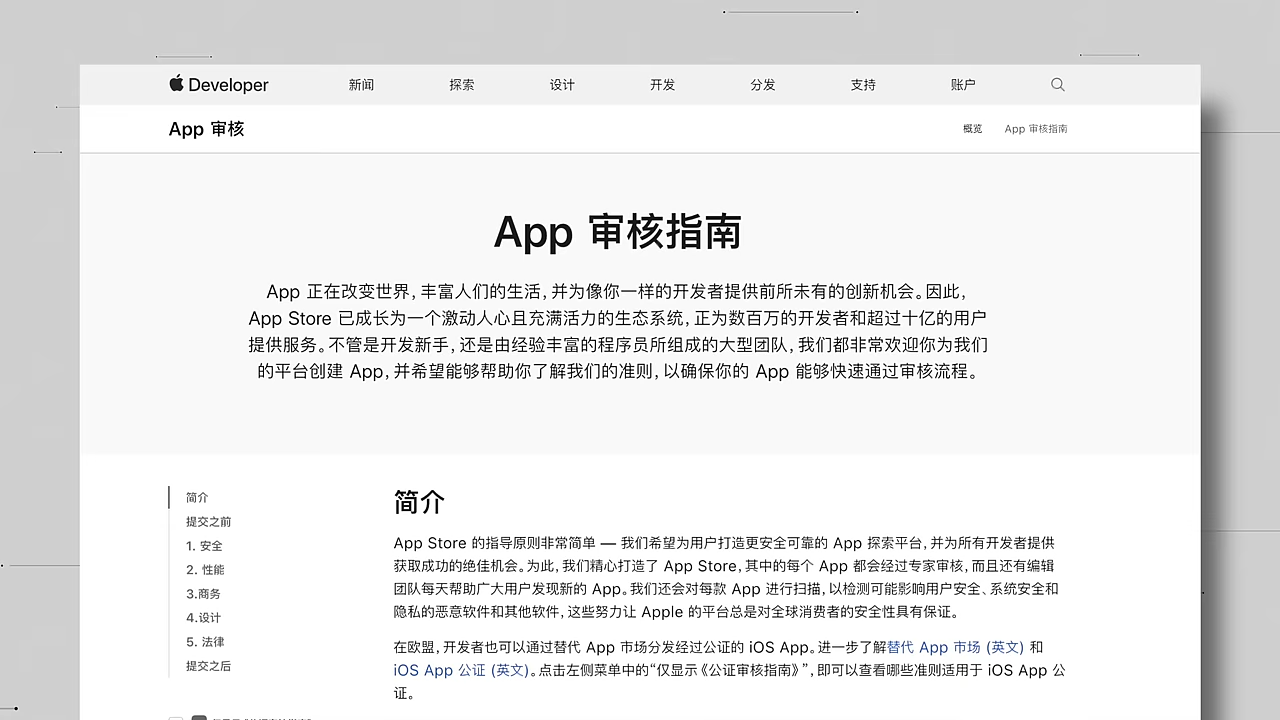 Developer 新闻 探索 设计 开发 分发 支持 账户
App 审核 概览 App 审核指南
App 审核指南
App 正在改变世界，丰富人们的生活，并为像你一样的开发者提供前所未有的创新机会。因此，
App Store 已成长为一个激动人心且充满活力的生态系统，正为数百万的开发者和超过十亿的用户
提供服务。不管是开发新手，还是由经验丰富的程序员所组成的大型团队，我们都非常欢迎你为我们
的平台创建 App，并希望能够帮助你了解我们的准则，以确保你的 App 能够快速通过审核流程。
简介
提交之前
1. 安全
2. 性能
3.商务
4.设计
5. 法律
提交之后
简介
App Store 的指导原则非常简单 — 我们希望为用户打造更安全可靠的 App 探索平台，并为所有开发者提供
获取成功的绝佳机会。为此，我们精心打造了 App Store，其中的每个 App 都会经过专家审核，而且还有编辑
团队每天帮助广大用户发现新的 App。我们还会对每款 App 进行扫描，以检测可能影响用户安全、系统安全和
隐私的恶意软件和其他软件，这些努力让 Apple 的平台总是对全球消费者的安全性具有保证。
在欧盟，开发者也可以通过替代 App 市场分发经过公证的 iOS App。进一步了解替代 App 市场 (英文) 和
iOS App 公证 (英文)。点击左侧菜单中的“仅显示《公证审核指南》”，即可以查看哪些准则适用于 iOS App 公
证。